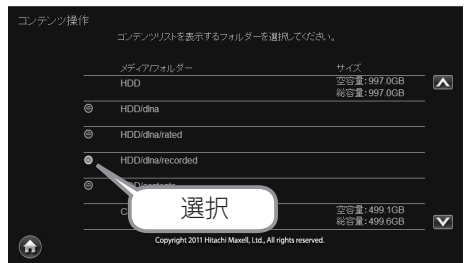 コンテンツ操作
コンテンツリストを表示するフォルダーを選択してください。
メディア/フォルダー サイズ
HDD 空容量:997.0GB
総容量:997.0GB
HDD/dlna
HDD/dlna/rated
HDD/dlna/recorded
選択
C 空容量:499.1GB
総容量:499.6GB
Copyright 2011 Hitachi Maxell, Ltd., All rights reserved.